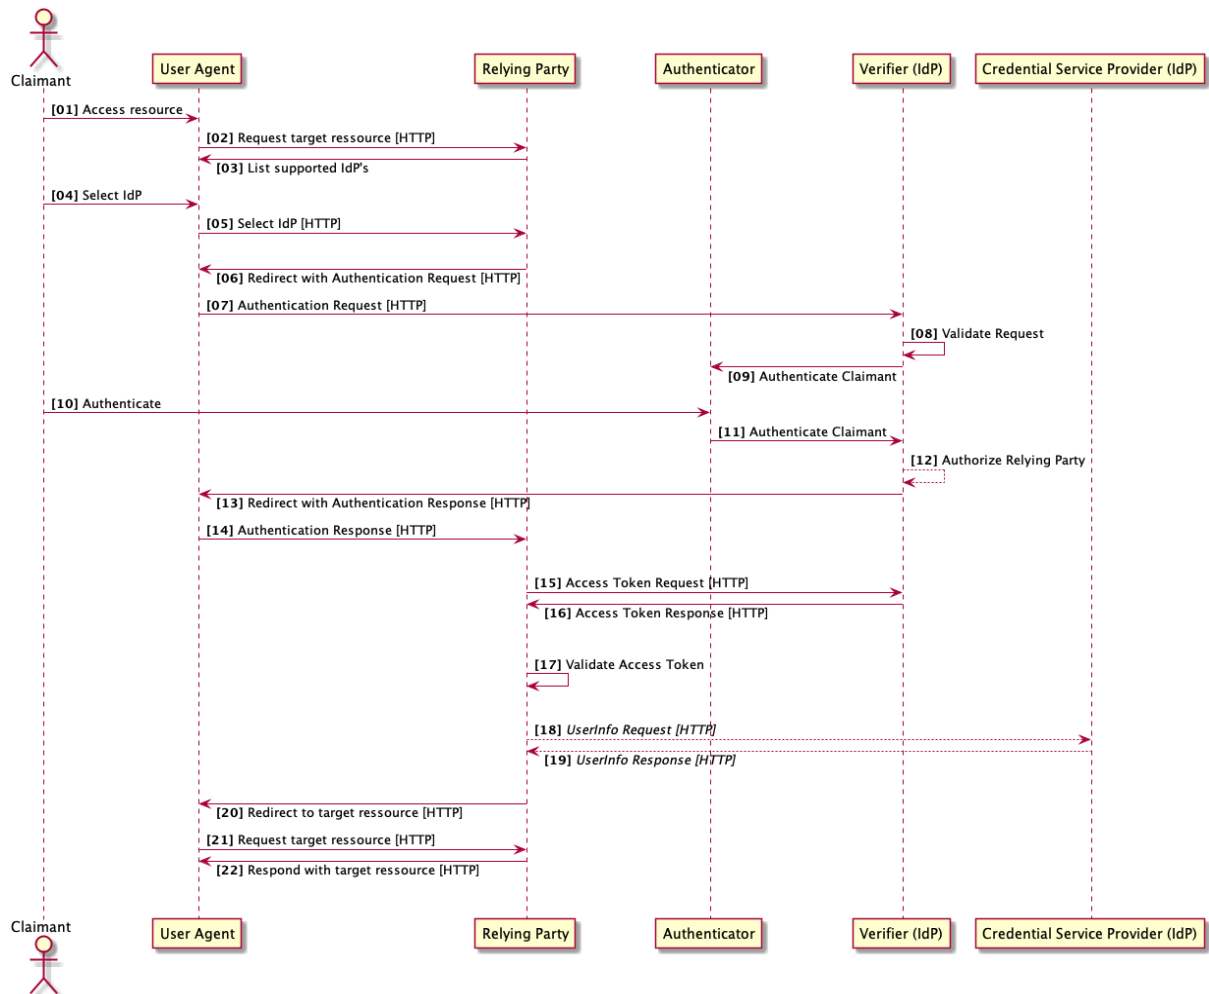 Claimant
User Agent
Relying Party
Authenticator
Verifier (IdP)
Credential Service Provider (IdP)
[01] Access resource
[02] Request target ressource [HTTP]
[03] List supported IdP's
[04] Select IdP
[05] Select IdP [HTTP]
[06] Redirect with Authentication Request [HTTP]
[07] Authentication Request [HTTP]
[08] Validate Request
[09] Authenticate Claimant
[10] Authenticate
[11] Authenticate Claimant
[12] Authorize Relying Party
[13] Redirect with Authentication Response [HTTP]
[14] Authentication Response [HTTP]
[15] Access Token Request [HTTP]
[16] Access Token Response [HTTP]
[17] Validate Access Token
[18] UserInfo Request [HTTP]
[19] UserInfo Response [HTTP]
[20] Redirect to target ressource [HTTP]
[21] Request target ressource [HTTP]
[22] Respond with target ressource [HTTP]
Claimant
User Agent
Relying Party
Authenticator
Verifier (IdP)
Credential Service Provider (IdP)